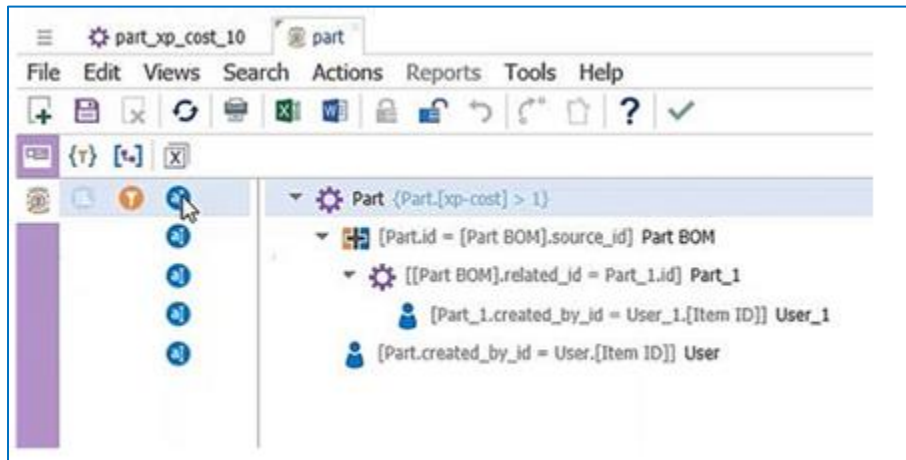 part_xp_cost_10 part
File Edit Views Search Actions Reports Tools Help
{T}
Part {Part.[xp-cost] > 1}
[Part.id = [Part BOM].source_id] Part BOM
[[Part BOM].related_id = Part_1.id] Part_1
[Part_1.created_by_id = User_1.[Item ID]] User_1
[Part.created_by_id = User.[Item ID]] User